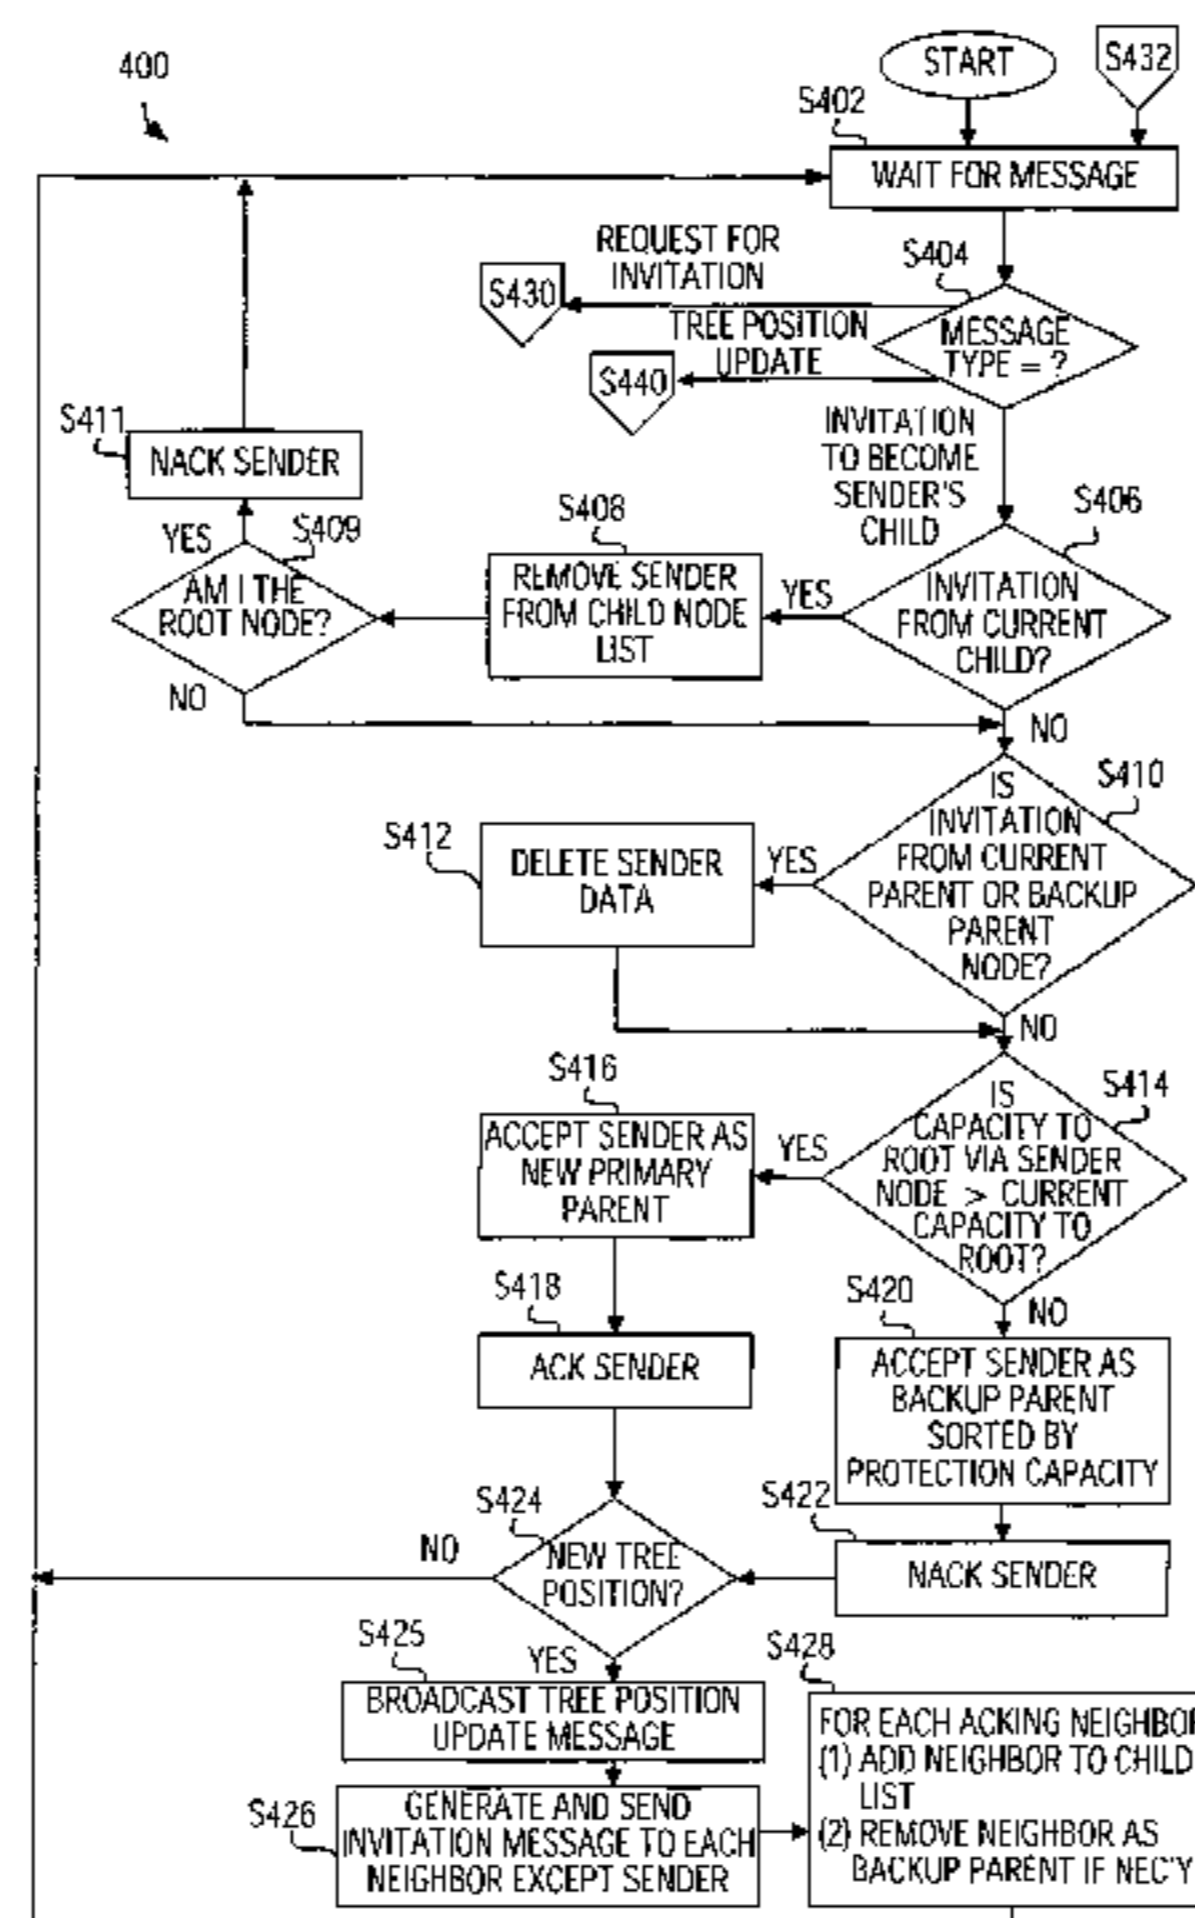 400
START
S432
S402
WAIT FOR MESSAGE
REQUEST FOR
INVITATION
S404
S430
TREE POSITION
UPDATE
MESSAGE
TYPE = ?
S440
S411
NACK SENDER
INVITATION
TO BECOME
SENDER'S
CHILD
S406
S408
YES
S409
AM I THE
ROOT NODE?
REMOVE SENDER
FROM CHILD NODE
LIST
YES
INVITATION
FROM CURRENT
CHILD?
NO
NO
S410
IS
INVITATION
FROM CURRENT
PARENT OR BACKUP
PARENT
NODE?
S412
DELETE SENDER
DATA
YES
NO
S416
S414
ACCEPT SENDER AS
NEW PRIMARY
PARENT
YES
IS
CAPACITY TO
ROOT VIA SENDER
NODE > CURRENT
CAPACITY TO
ROOT?
S418
S420
NO
ACK SENDER
ACCEPT SENDER AS
BACKUP PARENT
SORTED BY
PROTECTION CAPACITY
S424
S422
NO
NEW TREE
POSITION?
NACK SENDER
S425
YES
S428
BROADCAST TREE POSITION
UPDATE MESSAGE
FOR EACH ACKING NEIGHBOR
(1) ADD NEIGHBOR TO CHILD
LIST
(2) REMOVE NEIGHBOR AS
BACKUP PARENT IF NEC'Y
S426
GENERATE AND SEND
INVITATION MESSAGE TO EACH
NEIGHBOR EXCEPT SENDER